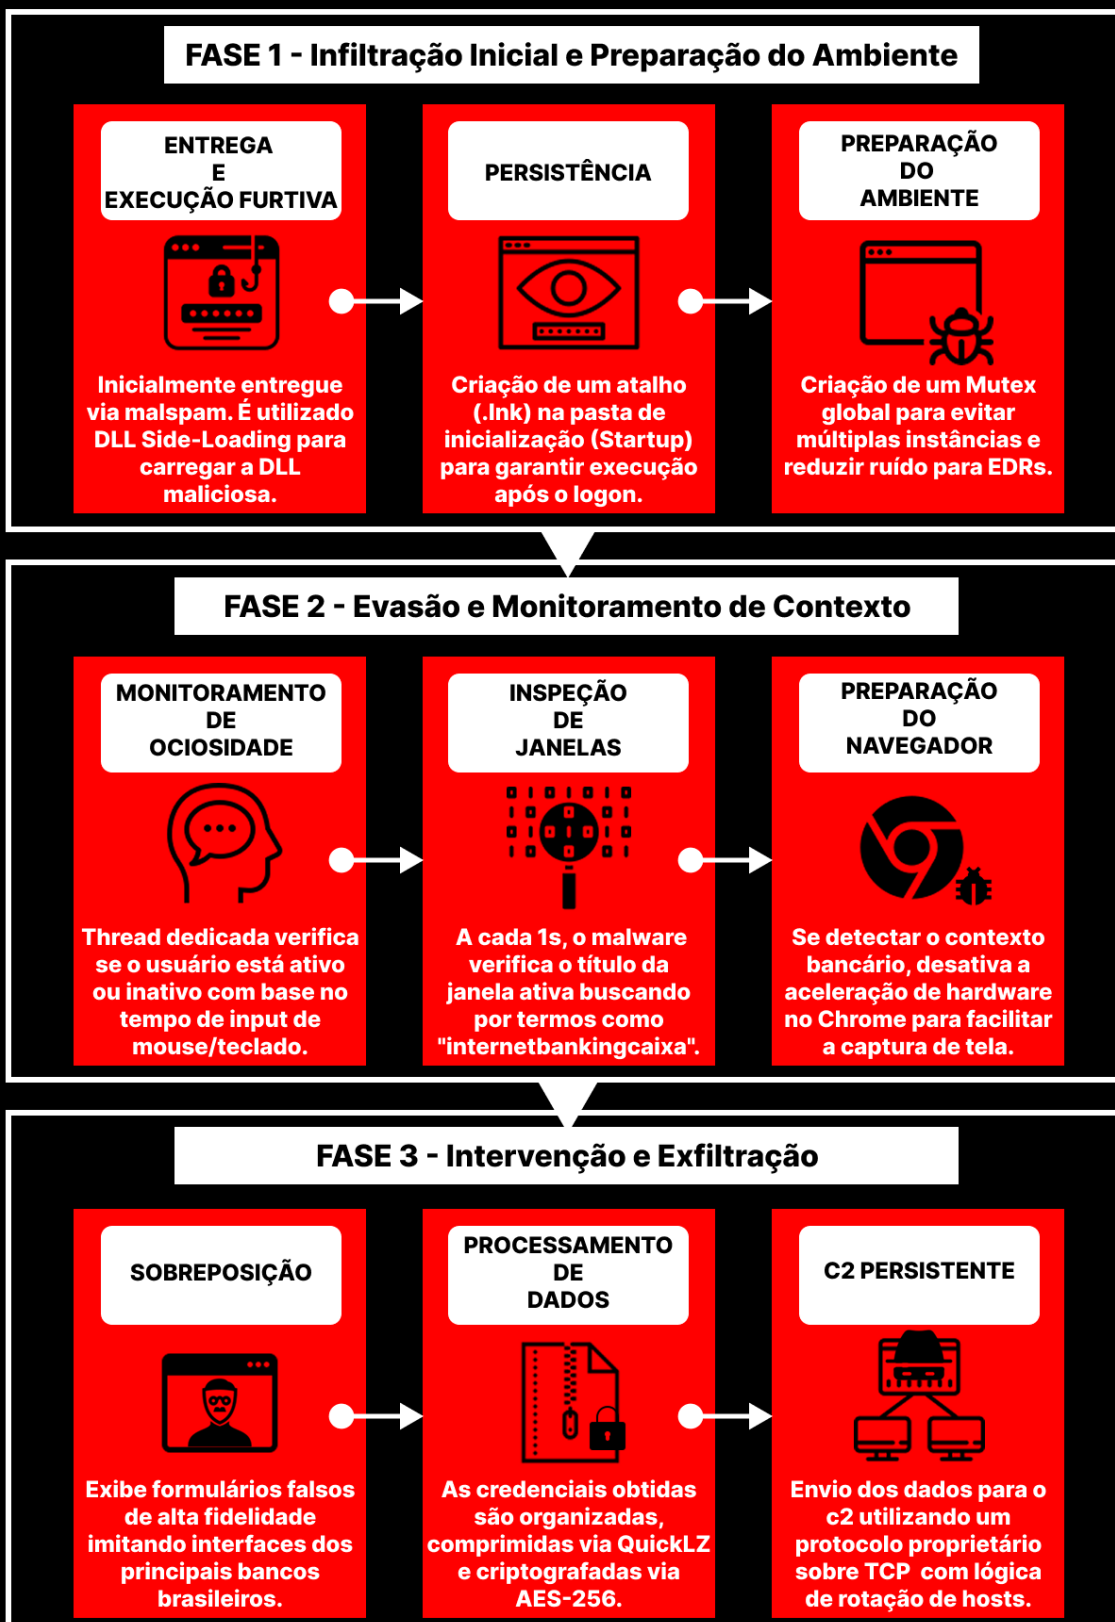 FASE 1 - Infiltração Inicial e Preparação do Ambiente
ENTREGA
E
EXECUÇÃO FURTIVA
Inicialmente entregue
via malspam. É utilizado
DLL Side-Loading para
carregar a DLL
maliciosa.
PERSISTÊNCIA
Criação de um atalho
(.lnk) na pasta de
inicialização (Startup)
para garantir execução
após o logon.
PREPARAÇÃO
DO
AMBIENTE
Criação de um Mutex
global para evitar
múltiplas instâncias e
reduzir ruído para EDRs.
FASE 2 - Evasão e Monitoramento de Contexto
MONITORAMENTO
DE
OCIOSIDADE
Thread dedicada verifica
se o usuário está ativo
ou inativo com base no
tempo de input de
mouse/teclado.
INSPEÇÃO
DE
JANELAS
A cada 1s, o malware
verifica o título da
janela ativa buscando
por termos como
"internetbankingcaixa".
PREPARAÇÃO
DO
NAVEGADOR
Se detectar o contexto
bancário, desativa a
aceleração de hardware
no Chrome para facilitar
a captura de tela.
FASE 3 - Intervenção e Exfiltração
SOBREPOSIÇÃO
Exibe formulários falsos
de alta fidelidade
imitando interfaces dos
principais bancos
brasileiros.
PROCESSAMENTO
DE
DADOS
As credenciais obtidas
são organizadas,
comprimidas via QuickLZ
e criptografadas via
AES-256.
C2 PERSISTENTE
Envio dos dados para o
c2 utilizando um
protocolo proprietário
sobre TCP com lógica
de rotação de hosts.